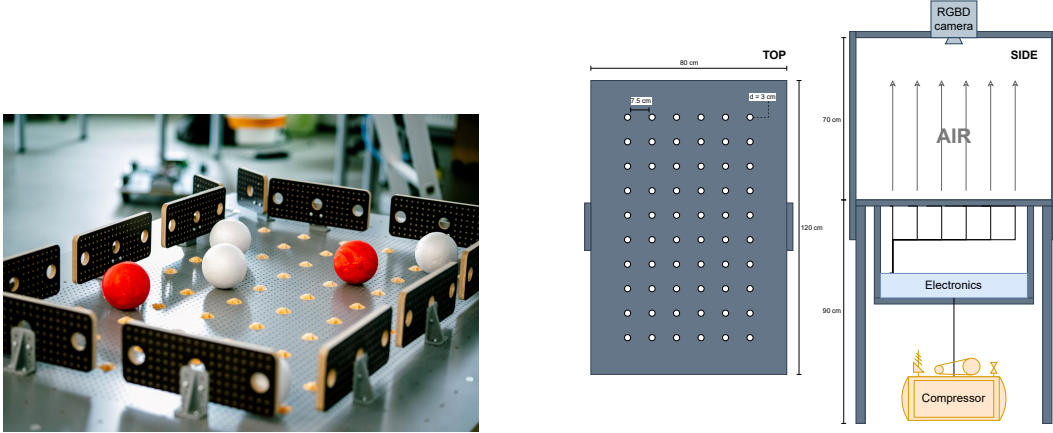 RGBD
camera
TOP
SIDE
80 cm
7.5 cm
d = 3 cm
70 cm
AIR
120 cm
Electronics
90 cm
Compressor